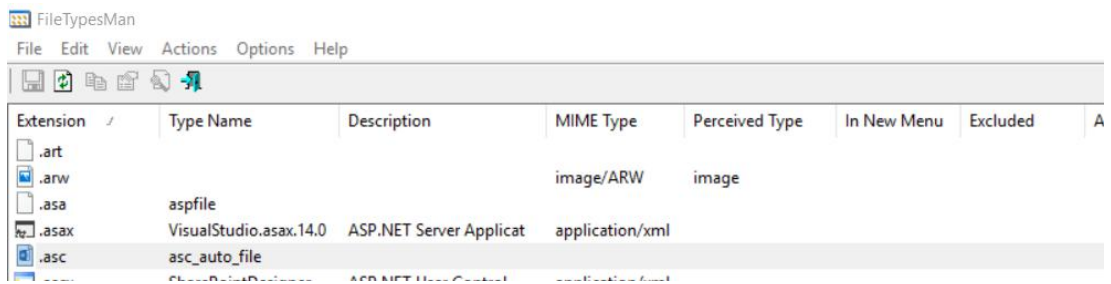 FileTypesMan
File Edit View Actions Options Help
Extension / Type Name Description MIME Type Perceived Type In New Menu Excluded A
.art
.arw image/ARW image
.asa aspfile
.asax VisualStudio.asax.14.0 ASP.NET Server Applicat application/xml
.asc asc_auto_file